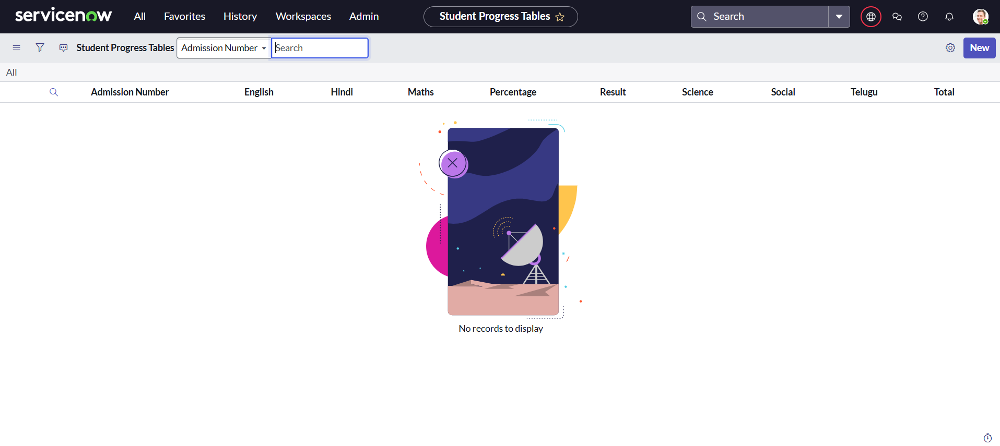 servicenow All Favorites History Workspaces Admin Student Progress Tables Search
Student Progress Tables Admission Number Search New
All
Admission Number English Hindi Maths Percentage Result Science Social Telugu Total
No records to display